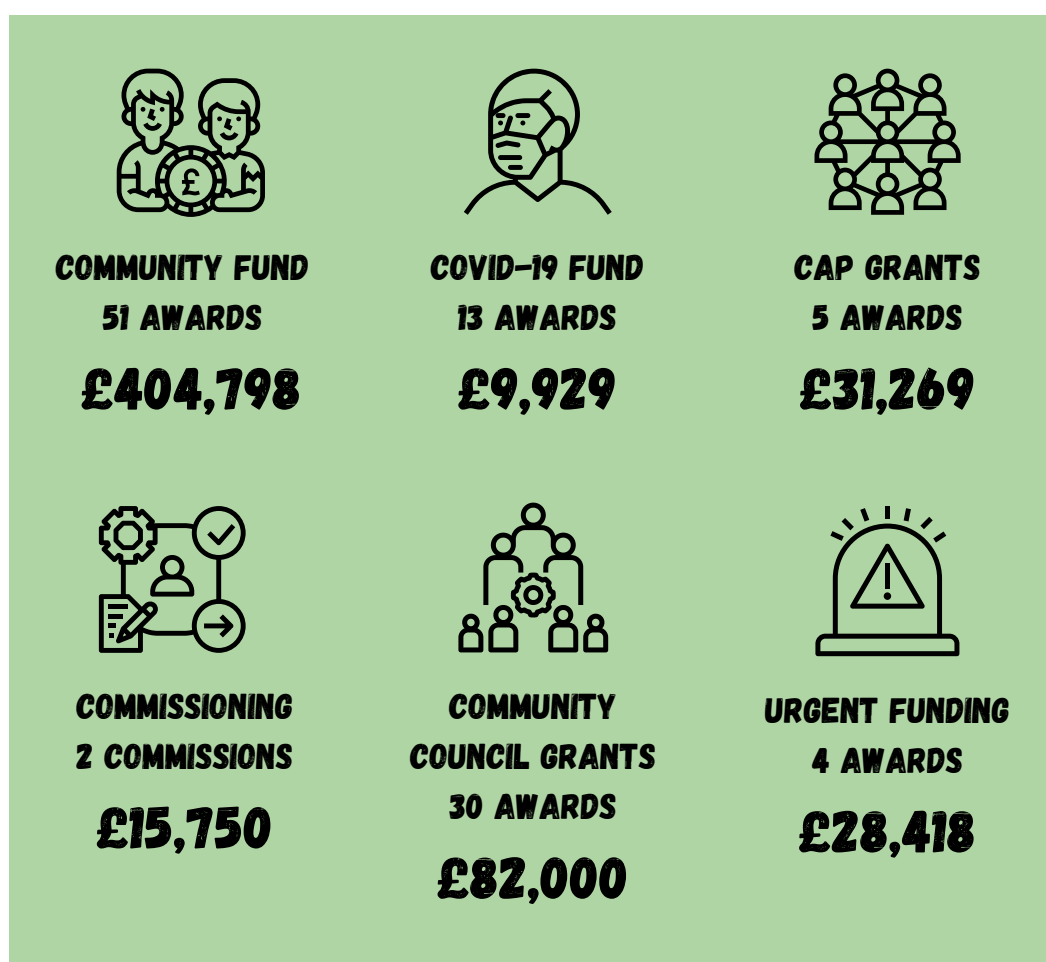 COMMUNITY FUND
51 AWARDS
£404,798
COVID-19 FUND
13 AWARDS
£9,929
CAP GRANTS
5 AWARDS
£31,269
COMMISSIONING
2 COMMISSIONS
£15,750
COMMUNITY
COUNCIL GRANTS
30 AWARDS
£82,000
URGENT FUNDING
4 AWARDS
£28,418